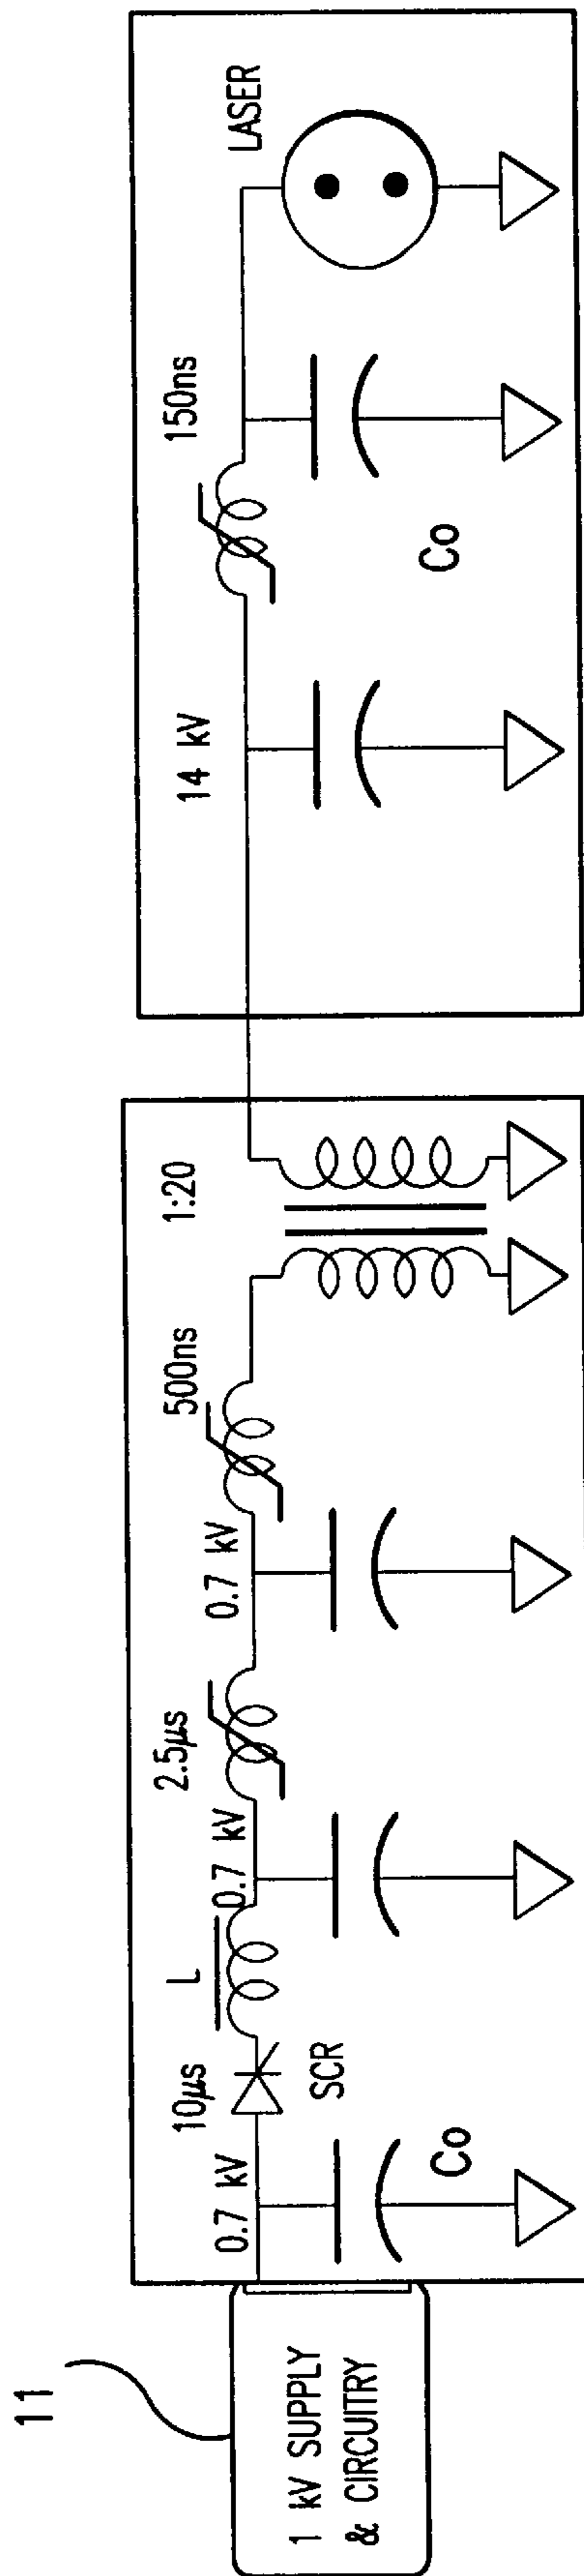 11
1 kV SUPPLY
& CIRCUITRY
0.7 kV
Co
10µs
SCR
L
0.7 kV
2.5µs
0.7 kV
500ns
1:20
14 kV
Co
150ns
LASER